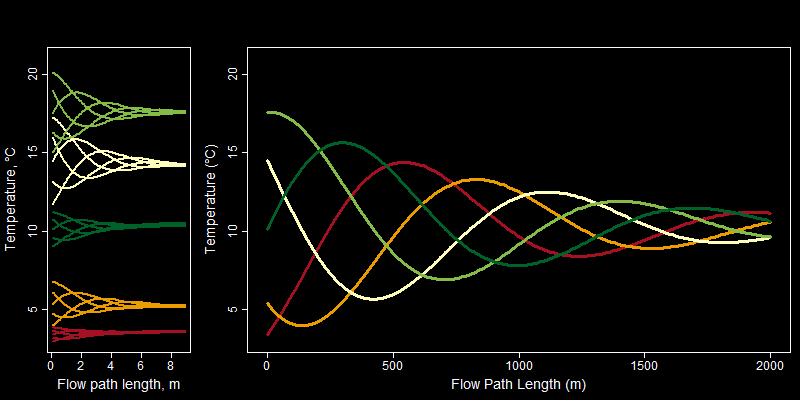 Temperature, °C
20
15
10
5
0 2 4 6 8
Flow path length, m
Temperature (°C)
20
15
10
5
0 500 1000 1500 2000
Flow Path Length (m)